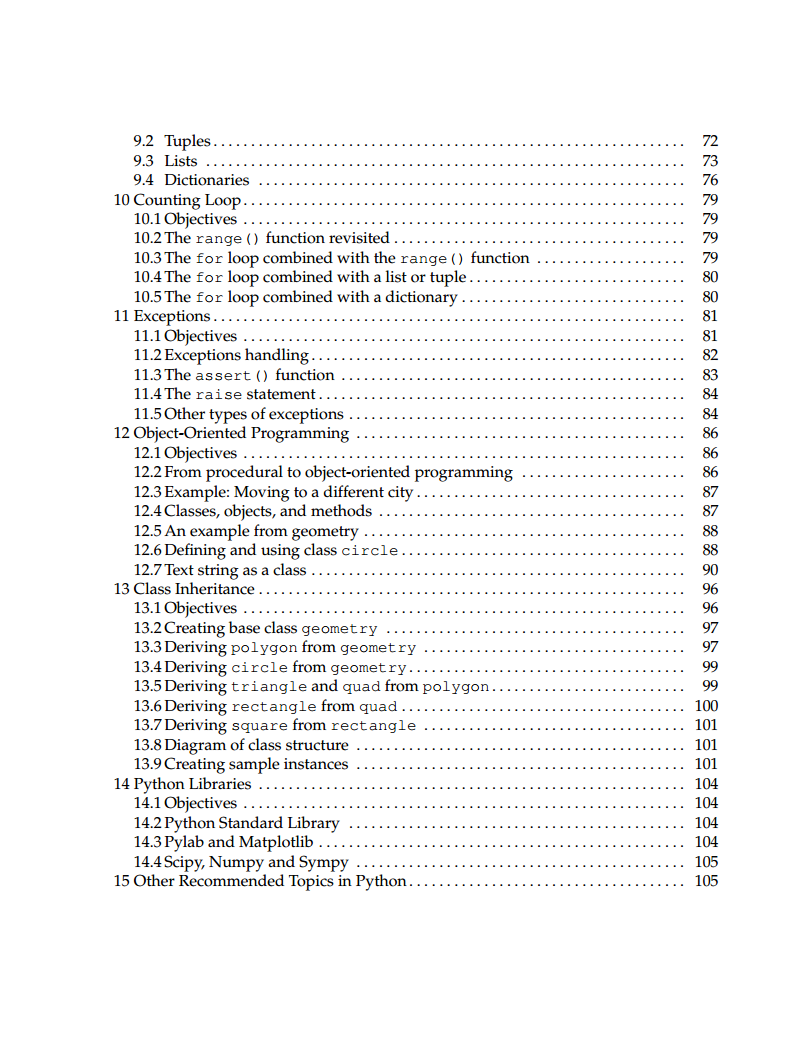 9.2 Tuples . . . . . . . . . . . . . . . . . . . . . . . . . . . . . . 72
9.3 Lists . . . . . . . . . . . . . . . . . . . . . . . . . . . . . . 73
9.4 Dictionaries . . . . . . . . . . . . . . . . . . . . . . . . . . . . . . 76
10 Counting Loop . . . . . . . . . . . . . . . . . . . . . . . . . . . . . . 79
10.1 Objectives . . . . . . . . . . . . . . . . . . . . . . . . . . . . . . 79
10.2 The range() function revisited . . . . . . . . . . . . . . . . . . . . 79
10.3 The for loop combined with the range() function . . . . . . . . . . 79
10.4 The for loop combined with a list or tuple . . . . . . . . . . . . . . 80
10.5 The for loop combined with a dictionary . . . . . . . . . . . . . . . 80
11 Exceptions . . . . . . . . . . . . . . . . . . . . . . . . . . . . . . 81
11.1 Objectives . . . . . . . . . . . . . . . . . . . . . . . . . . . . . . 81
11.2 Exceptions handling . . . . . . . . . . . . . . . . . . . . . . . . . 82
11.3 The assert() function . . . . . . . . . . . . . . . . . . . . . . . . 83
11.4 The raise statement . . . . . . . . . . . . . . . . . . . . . . . . . 84
11.5 Other types of exceptions . . . . . . . . . . . . . . . . . . . . . . 84
12 Object-Oriented Programming . . . . . . . . . . . . . . . . . . . . . . 86
12.1 Objectives . . . . . . . . . . . . . . . . . . . . . . . . . . . . . . 86
12.2 From procedural to object-oriented programming . . . . . . . . . . . 86
12.3 Example: Moving to a different city . . . . . . . . . . . . . . . . . 87
12.4 Classes, objects, and methods . . . . . . . . . . . . . . . . . . . . 87
12.5 An example from geometry . . . . . . . . . . . . . . . . . . . . . . 88
12.6 Defining and using class circle . . . . . . . . . . . . . . . . . . . 88
12.7 Text string as a class . . . . . . . . . . . . . . . . . . . . . . . . 90
13 Class Inheritance . . . . . . . . . . . . . . . . . . . . . . . . . . . 96
13.1 Objectives . . . . . . . . . . . . . . . . . . . . . . . . . . . . . . 96
13.2 Creating base class geometry . . . . . . . . . . . . . . . . . . . . 97
13.3 Deriving polygon from geometry . . . . . . . . . . . . . . . . . . . 97
13.4 Deriving circle from geometry . . . . . . . . . . . . . . . . . . . . 99
13.5 Deriving triangle and quad from polygon . . . . . . . . . . . . . . . 99
13.6 Deriving rectangle from quad . . . . . . . . . . . . . . . . . . . . 100
13.7 Deriving square from rectangle . . . . . . . . . . . . . . . . . . . 101
13.8 Diagram of class structure . . . . . . . . . . . . . . . . . . . . . 101
13.9 Creating sample instances . . . . . . . . . . . . . . . . . . . . . . 101
14 Python Libraries . . . . . . . . . . . . . . . . . . . . . . . . . . . 104
14.1 Objectives . . . . . . . . . . . . . . . . . . . . . . . . . . . . . . 104
14.2 Python Standard Library . . . . . . . . . . . . . . . . . . . . . . . 104
14.3 Pylab and Matplotlib . . . . . . . . . . . . . . . . . . . . . . . . 104
14.4 Scipy, Numpy and Sympy . . . . . . . . . . . . . . . . . . . . . . . 105
15 Other Recommended Topics in Python . . . . . . . . . . . . . . . . . . 105